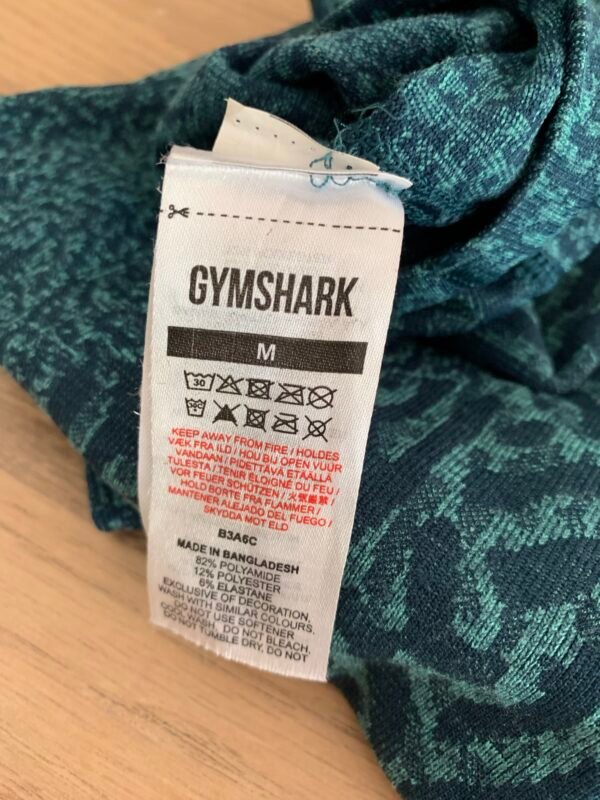 GYMSHARK
M
30
30C
KEEP AWAY FROM FIRE / HOLDES
VÆK FRA ILD / HOU BIJ OPEN VUUR
VANDAAN / PIDETTÄVÄ ETÄÄLLÄ
TULESTA / TENIR ÉLOIGNÉ DU FEU /
VOR FEUER SCHÜTZEN /
HOLD BORTE FRA FLAMMER /
MANTENER ALEJADO DEL FUEGO /
SKYDDA MOT ELD
B3A6C
MADE IN BANGLADESH
82% POLYAMIDE
12% POLYESTER
6% ELASTANE
EXCLUSIVE OF DECORATION,
WASH WITH SIMILAR COLOURS,
DO NOT USE SOFTENER
COOL WASH, DO NOT BLEACH,
DO NOT TUMBLE DRY, DO NOT